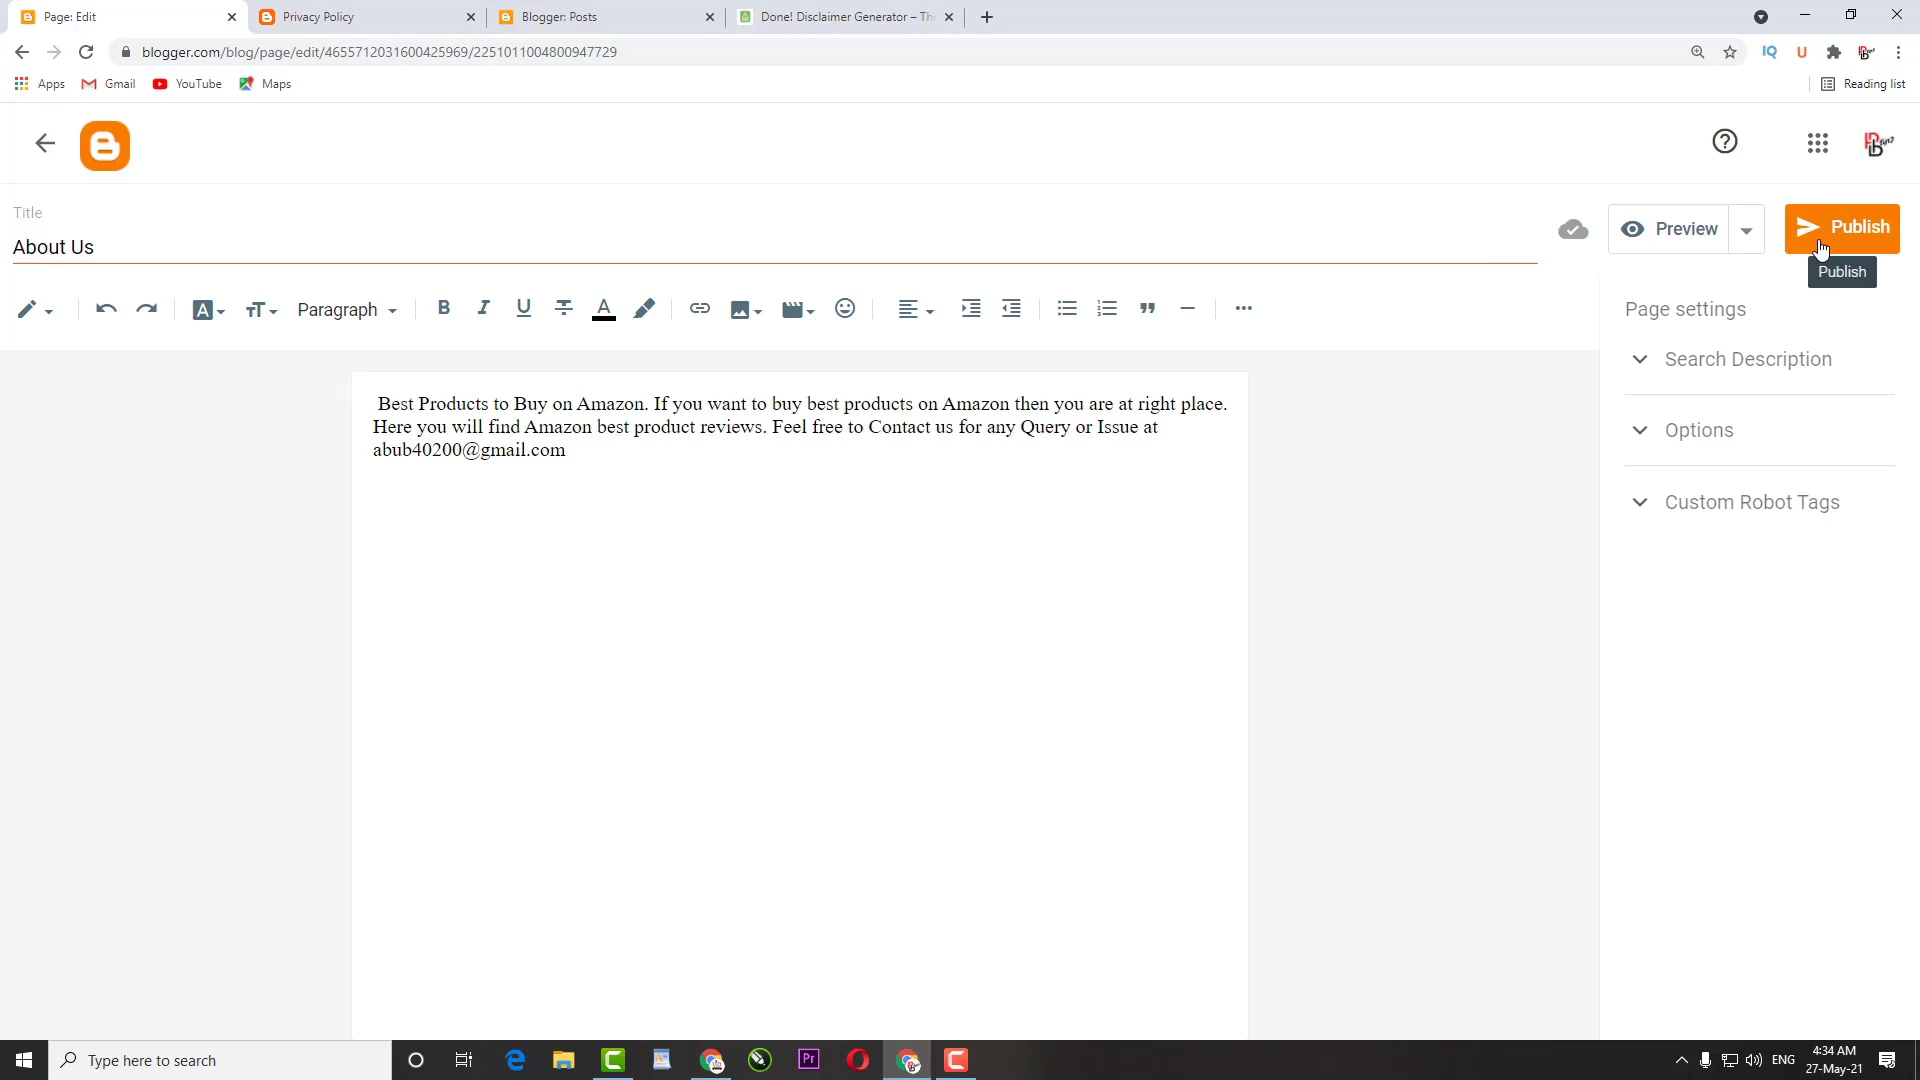 Page: Edit
Privacy Policy
Blogger: Posts
Done! Disclaimer Generator – Th
blogger.com/blog/page/edit/4655712031600425969/2251011004800947729
IQ
U
Apps
Gmail
YouTube
Maps
Reading list
Title
About Us
Preview
Publish
Publish
Paragraph
Page settings
Search Description
Options
Custom Robot Tags
Best Products to Buy on Amazon. If you want to buy best products on Amazon then you are at right place.
Here you will find Amazon best product reviews. Feel free to Contact us for any Query or Issue at
abub40200@gmail.com
Type here to search
Pr
ENG
4:34 AM
27-May-21